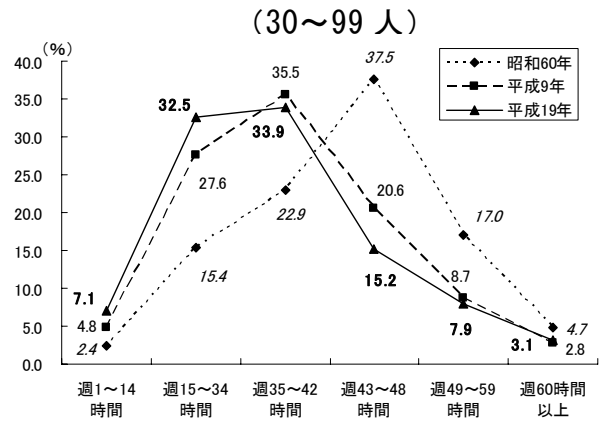 (30～99 人)
(%)
40.0
35.0
30.0
25.0
20.0
15.0
10.0
5.0
0.0
昭和60年
平成9年
平成19年
7.1
4.8
2.4
32.5
27.6
15.4
35.5
33.9
22.9
37.5
20.6
15.2
17.0
8.7
7.9
4.7
3.1
2.8
週1～14
時間
週15～34
時間
週35～42
時間
週43～48
時間
週49～59
時間
週60時間
以上